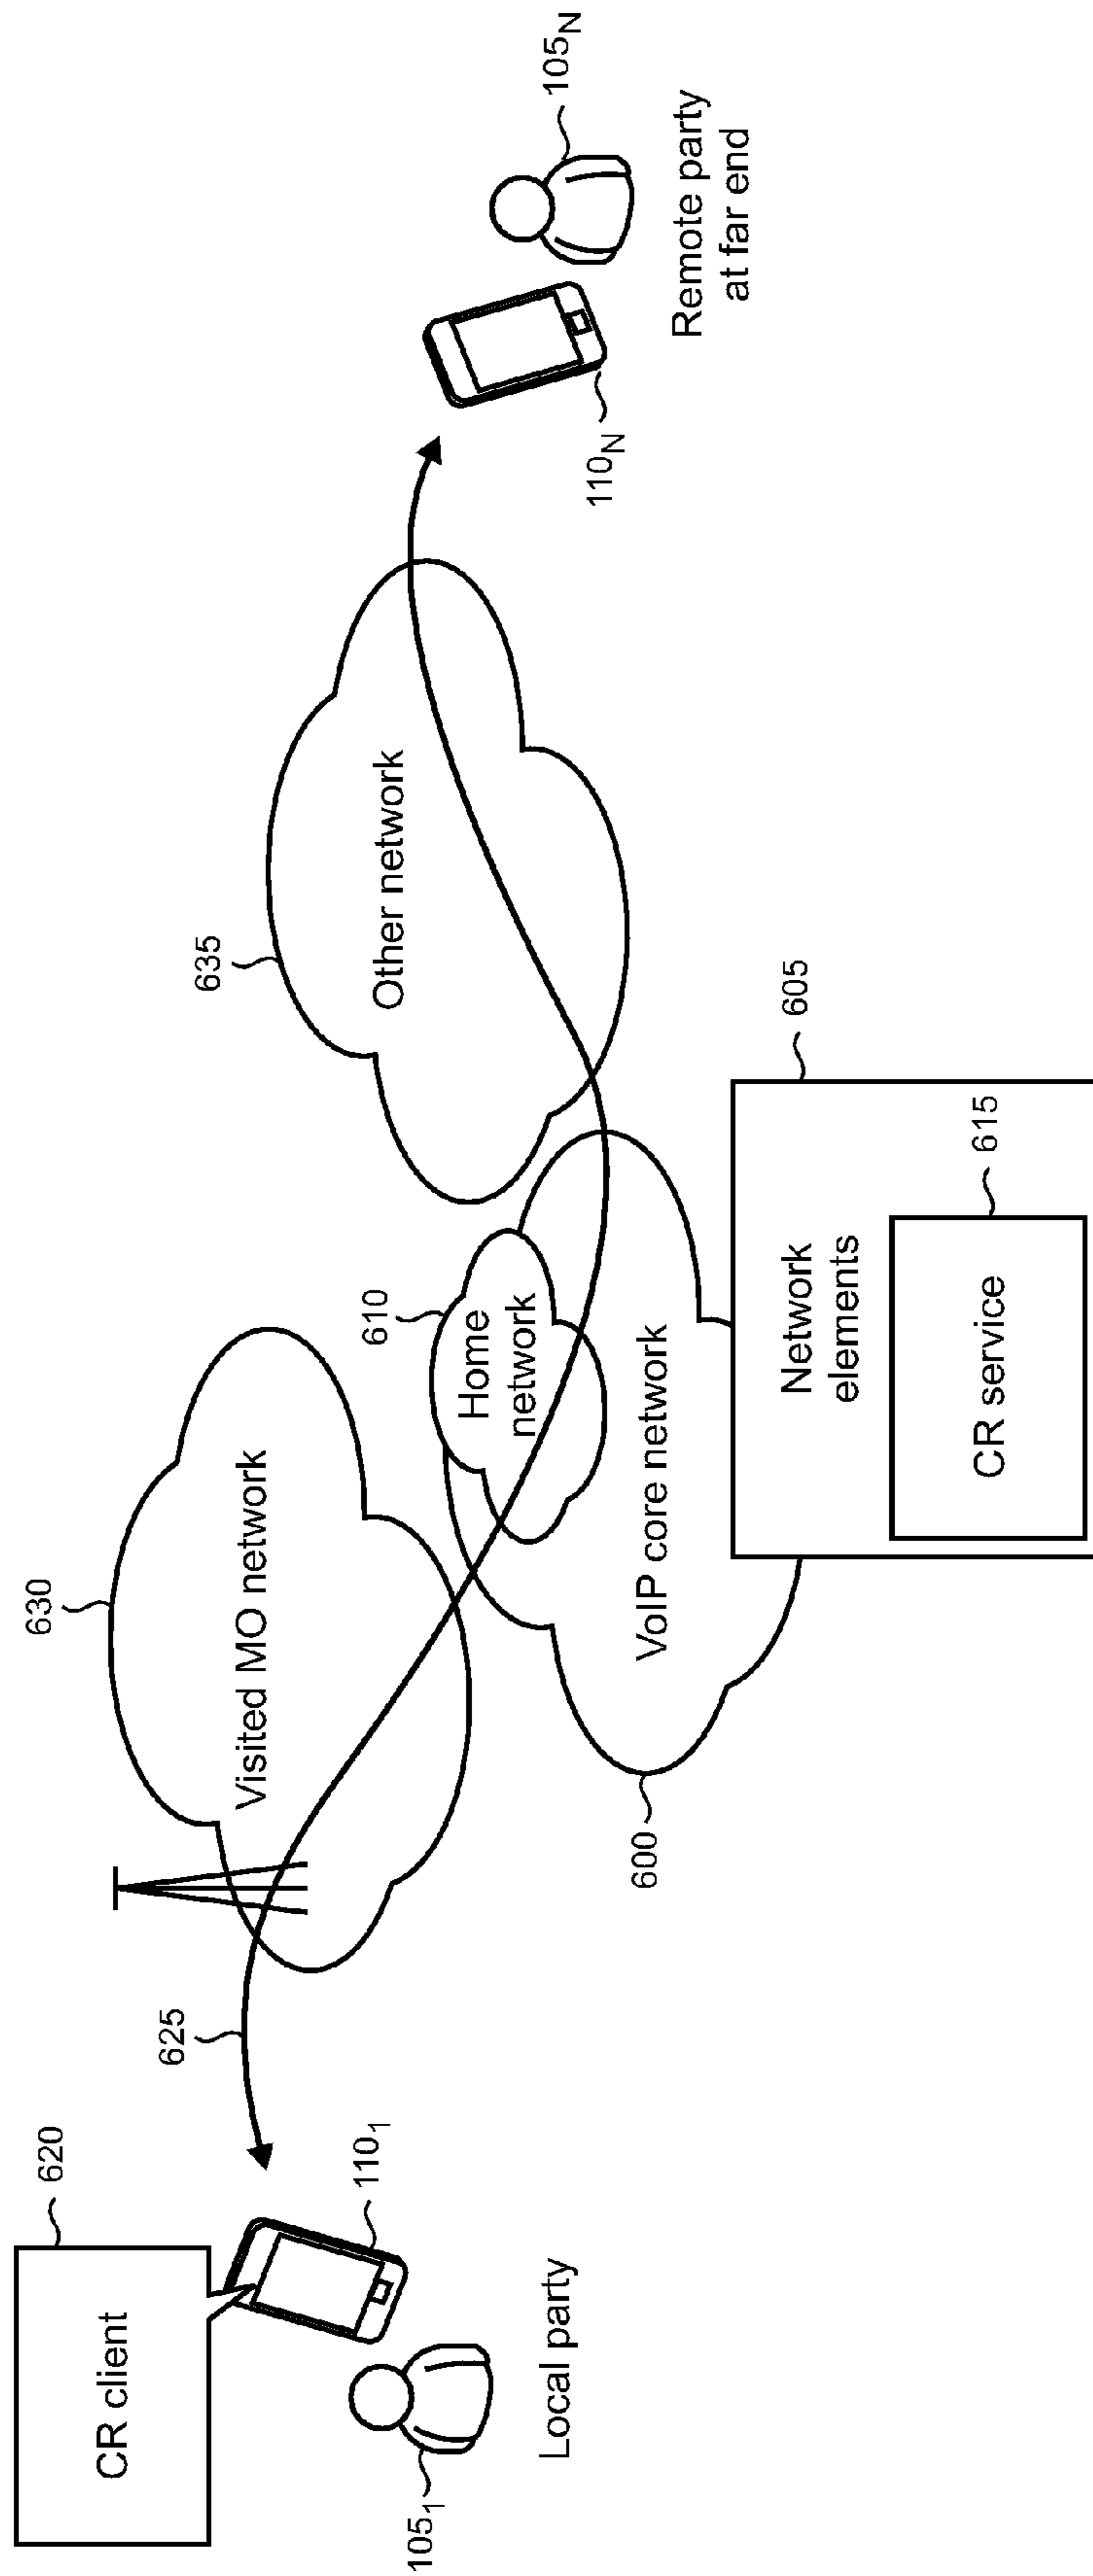 CR client
620
625
630
Visited MO network
635
Other network
610
Home
network
105₁
110₁
Local party
600
VoIP core network
605
Network
elements
615
CR service
110N
105N
Remote party
at far end